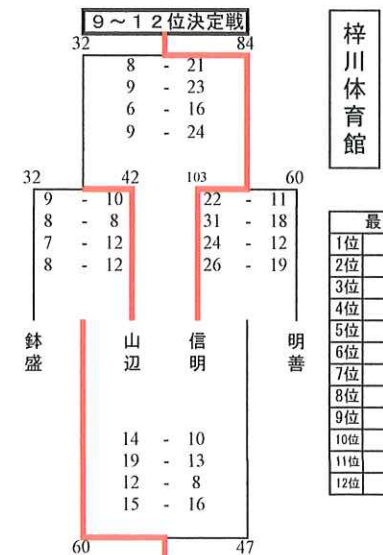 9～12位決定戦
32 84
8 - 21
9 - 23
6 - 16
9 - 24
32 42 103 60
9 - 10 22 - 11
8 - 8 31 - 18
7 - 12 24 - 12
8 - 12 26 - 19
鉢盛 山辺 信明 明善
14 - 10
19 - 13
12 - 8
15 - 16
60 47
梓川体育館
最
1位
2位
3位
4位
5位
6位
7位
8位
9位
10位
11位
12位